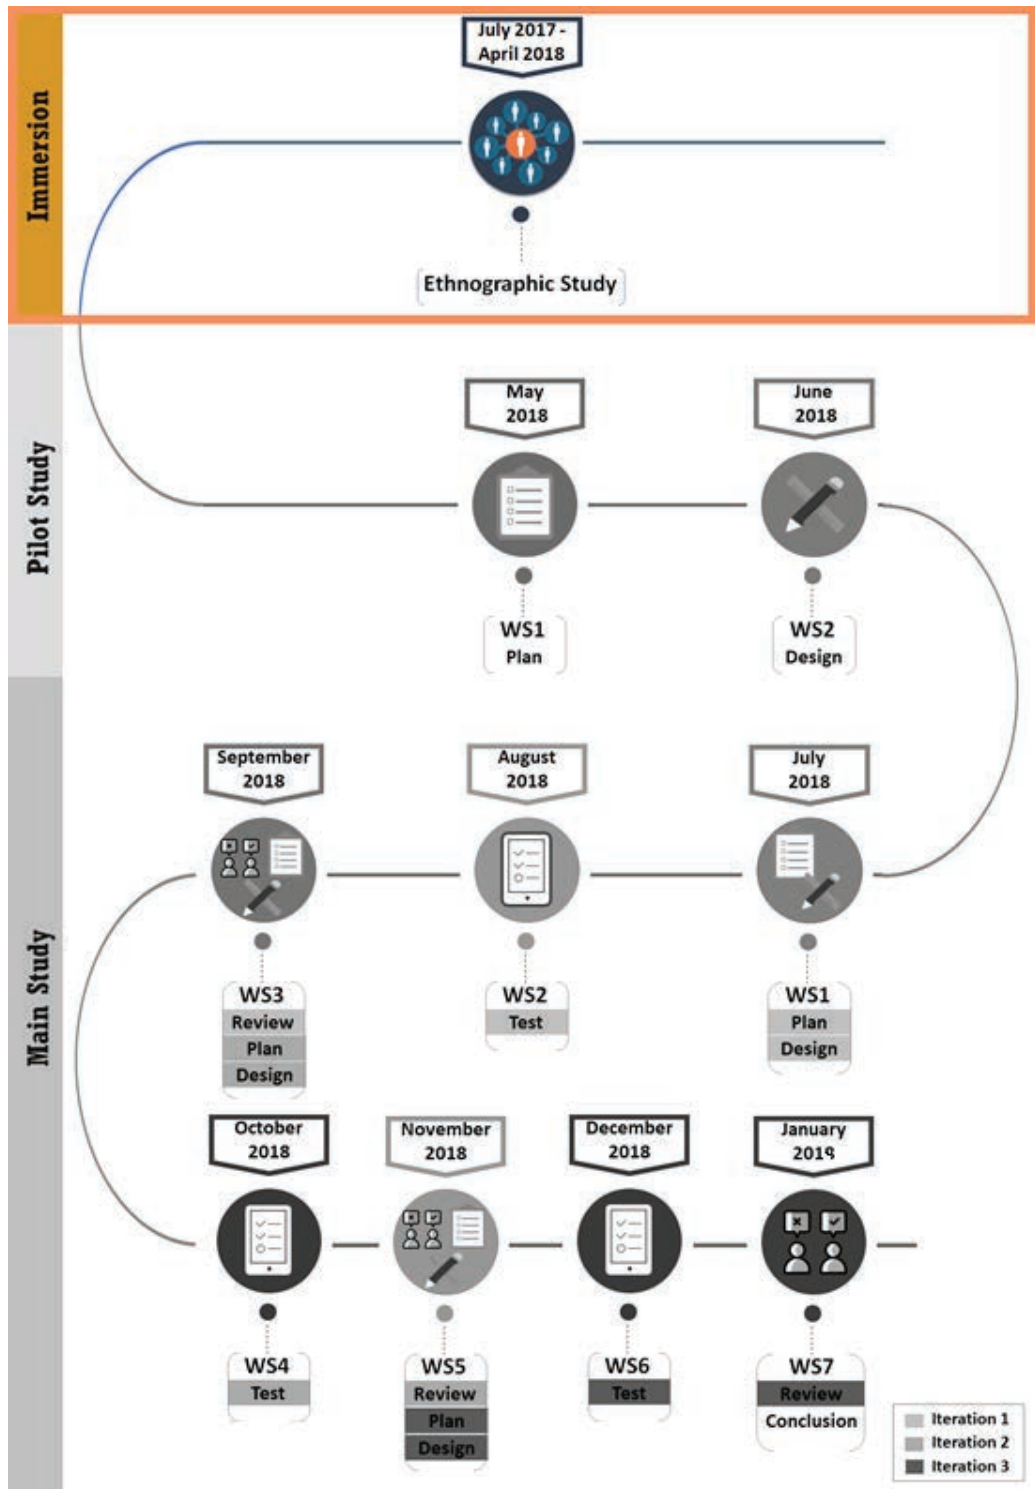 Immersion
July 2017 -
April 2018
Ethnographic Study
Pilot Study
May
2018
June
2018
WS1
Plan
WS2
Design
Main Study
September
2018
August
2018
July
2018
WS3
Review
Plan
Design
WS2
Test
WS1
Plan
Design
October
2018
November
2018
December
2018
January
2019
WS4
Test
WS5
Review
Plan
Design
WS6
Test
WS7
Review
Conclusion
Iteration 1
Iteration 2
Iteration 3